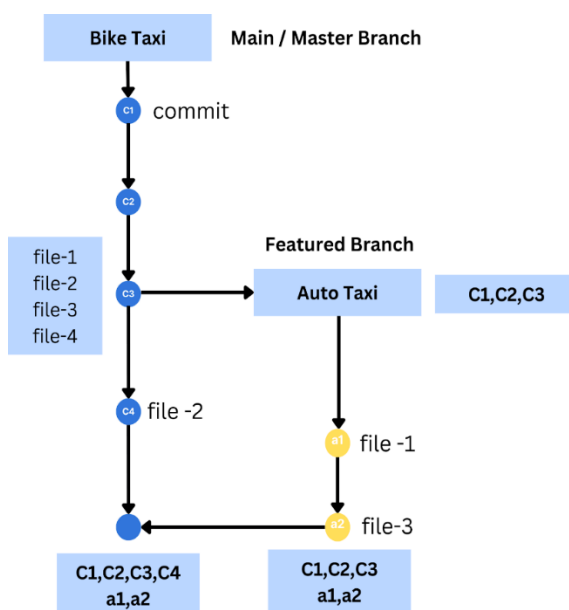 Bike Taxi
Main / Master Branch
C1
commit
C2
Featured Branch
file-1
file-2
file-3
file-4
C3
Auto Taxi
C1,C2,C3
C4
file -2
a1
file -1
a2
file-3
C1,C2,C3,C4
a1,a2
C1,C2,C3
a1,a2